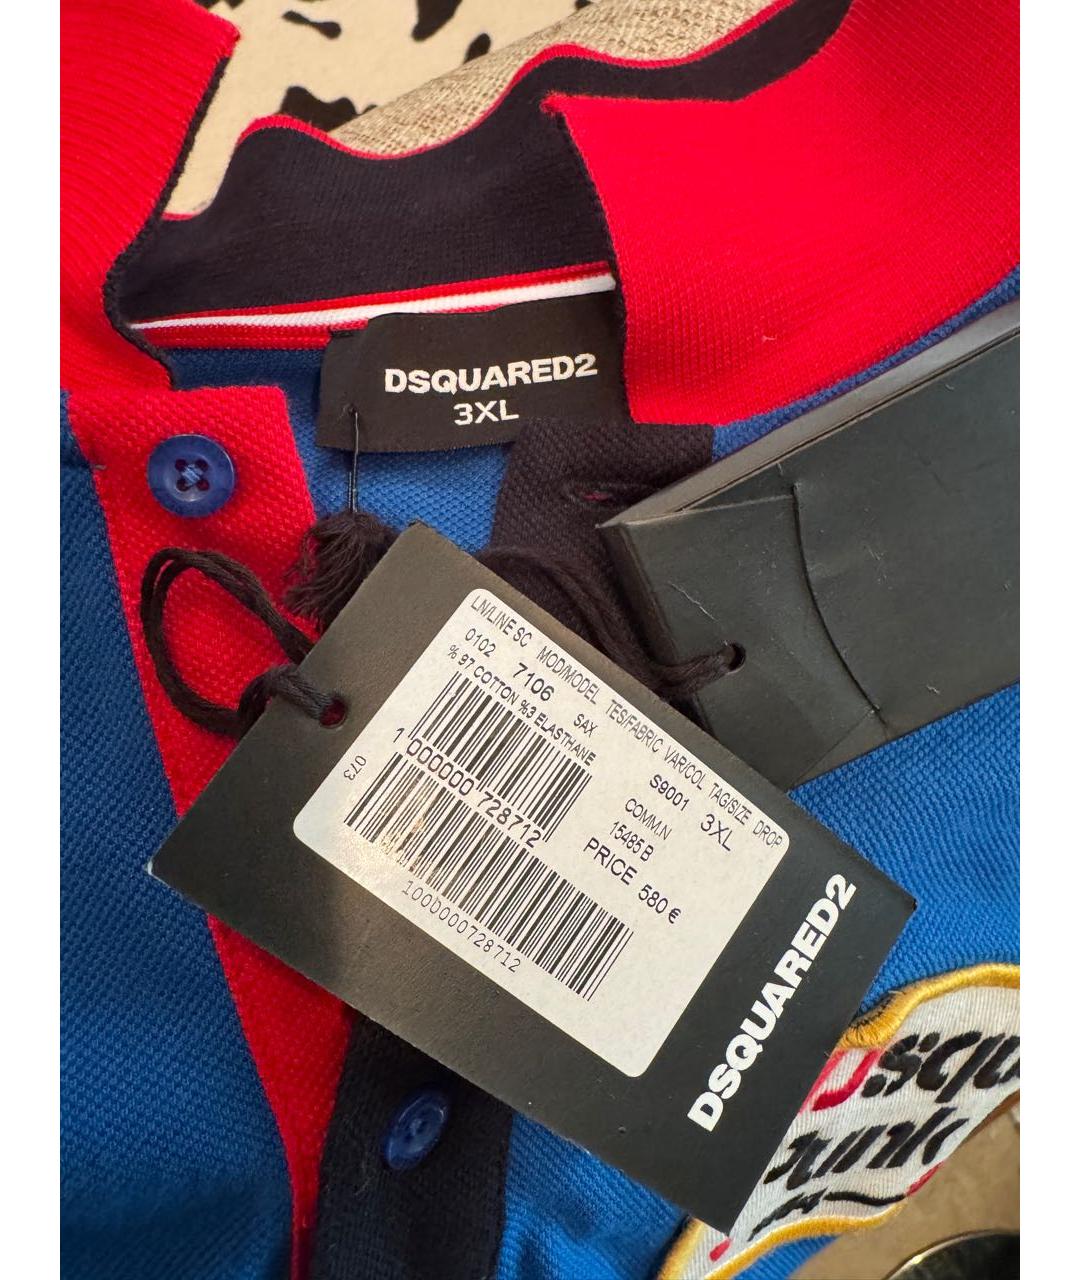 DSQUARED2
3XL
LN/LINE SC MOD/MODEL TES/FABRIC VAR/COL TAG/SIZE DROP
0102 7106 SAX S9001 3XL
% 97 COTTON %3 ELASTHANE
COMM.N
15485 B
1 000000 728712
PRICE 580 €
073
1000000728712
DSQUARED2